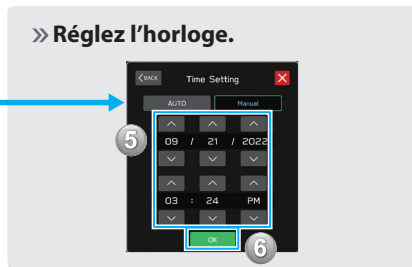 » Réglez l'horloge.
<BACK Time Setting X
AUTO Manual
09 / 21 / 2022
03 : 24 PM
5
OK
6